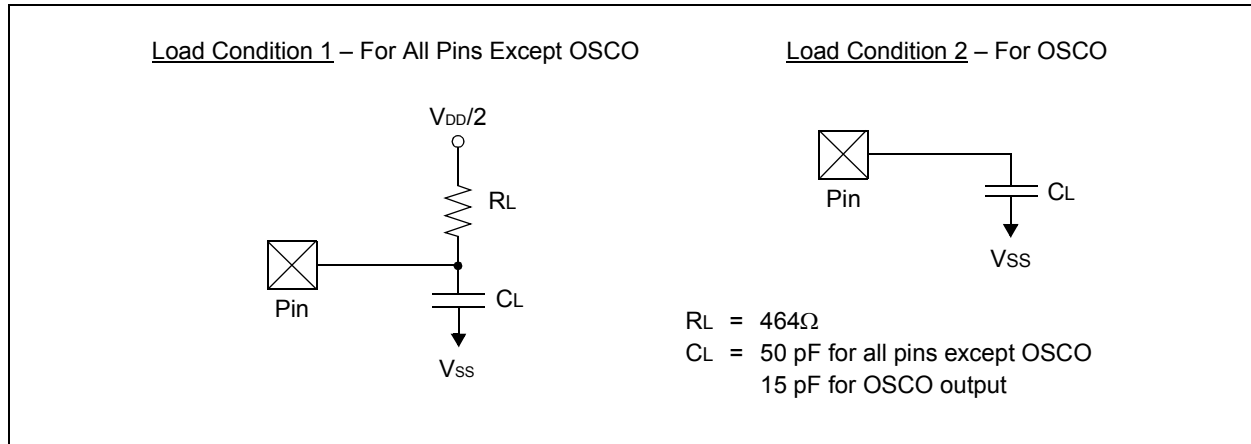 Load Condition 1 – For All Pins Except OSCO
VDD/2
RL
Pin
CL
VSS
Load Condition 2 – For OSCO
Pin
CL
VSS
RL = 464Ω
CL = 50 pF for all pins except OSCO
15 pF for OSCO output